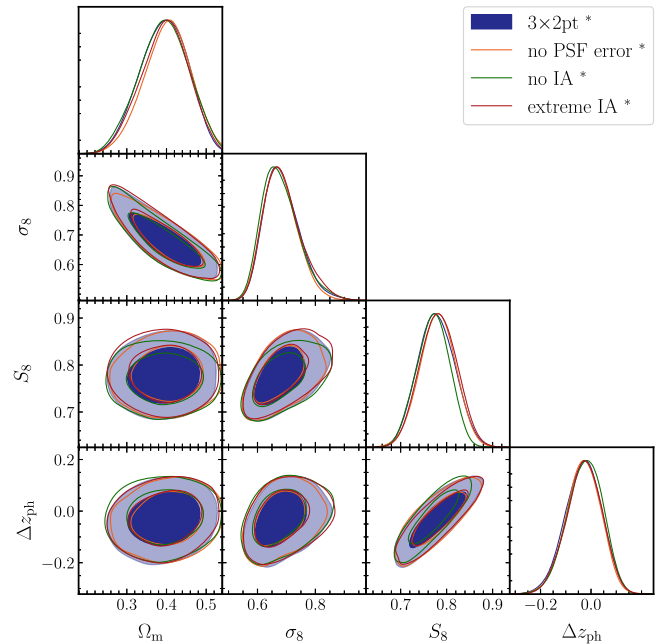 3×2pt *
no PSF error *
no IA *
extreme IA *
0.9
0.8
0.7
0.6
σ8
0.9
0.8
0.7
S8
0.2
0.0
−0.2
Δzph
0.3 0.4 0.5
0.6 0.8
0.7 0.8 0.9
−0.2 0.0
Ωm
σ8
S8
Δzph